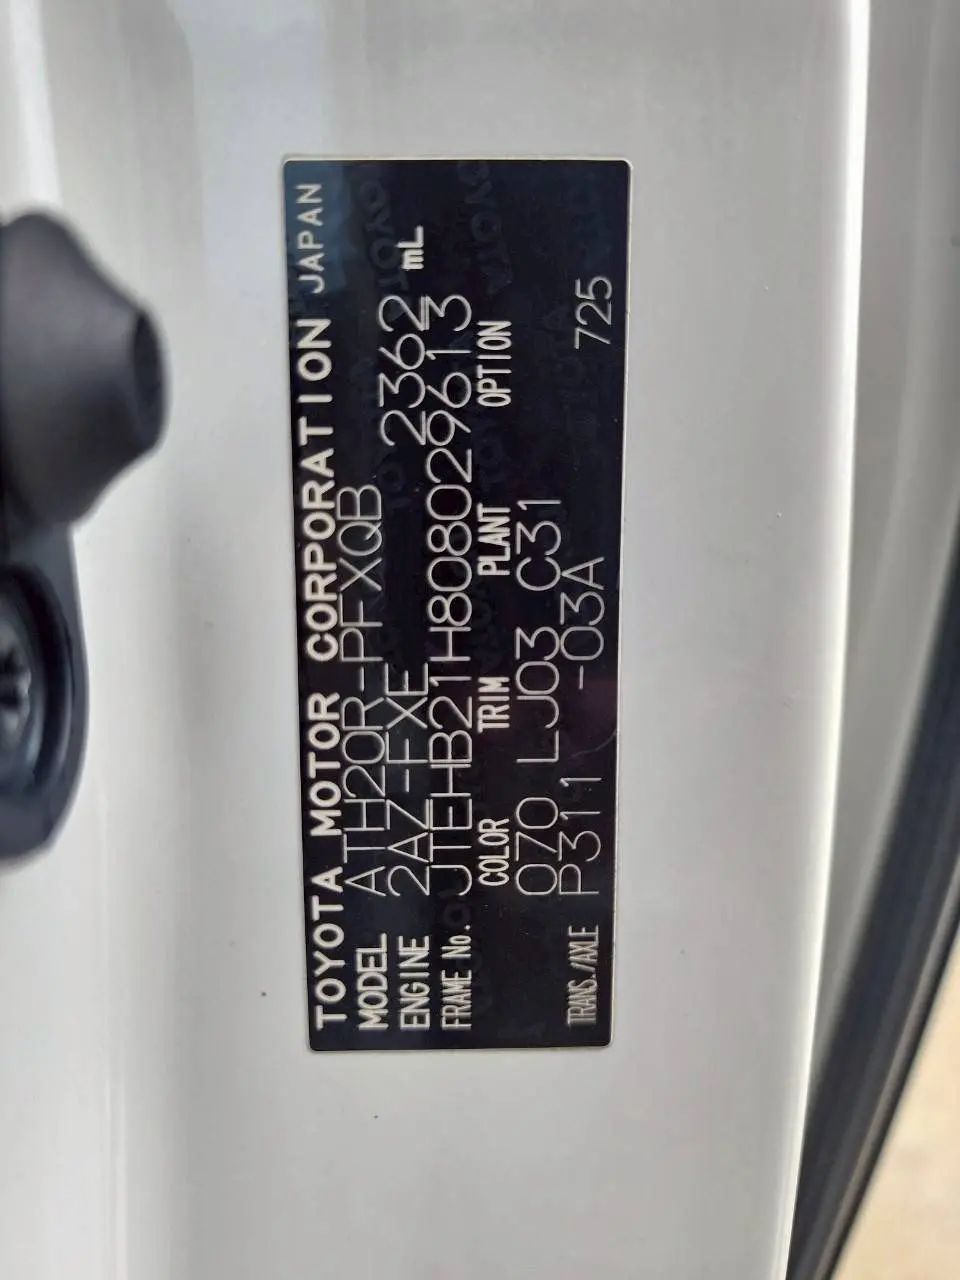 TOYOTA MOTOR CORPORATION JAPAN
MODEL ATH20R-PFXQB
ENGINE 2AZ-FXE 2362 mL
FRAME No. JTEHB21H808029613
COLOR TRIM PLANT OPTION
070 LJ03 C31
TRANS./AXLE P311 -03A 725